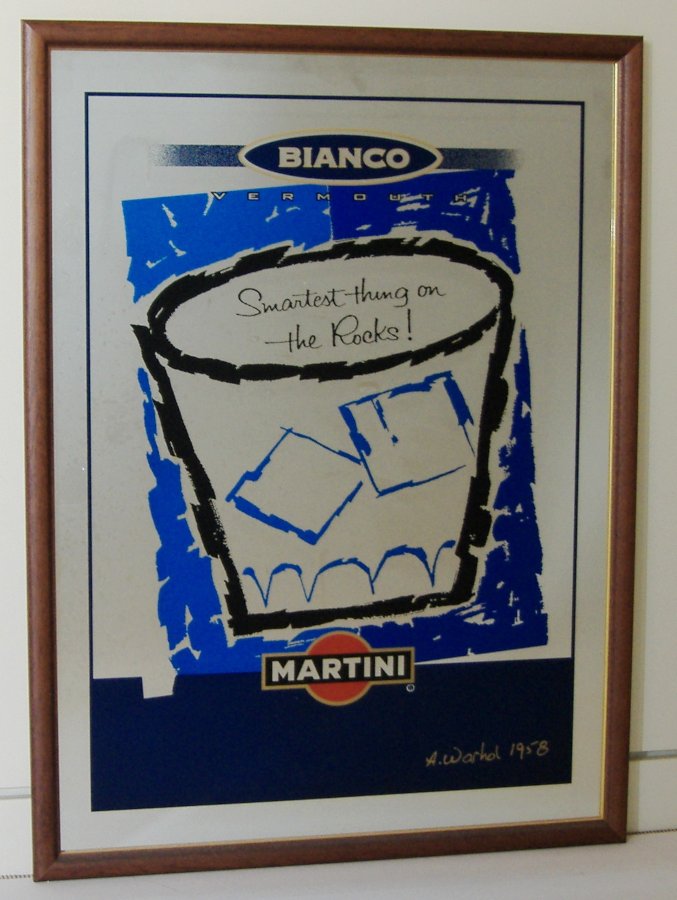 BIANCO
VERMOUTH
Smartest thing on
the Rocks!
MARTINI
®
A.Warhol 1958